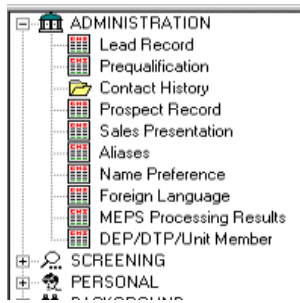 ADMINISTRATION
Lead Record
Prequalification
Contact History
Prospect Record
Sales Presentation
Aliases
Name Preference
Foreign Language
MEPS Processing Results
DEP/DTP/Unit Member
SCREENING
PERSONAL